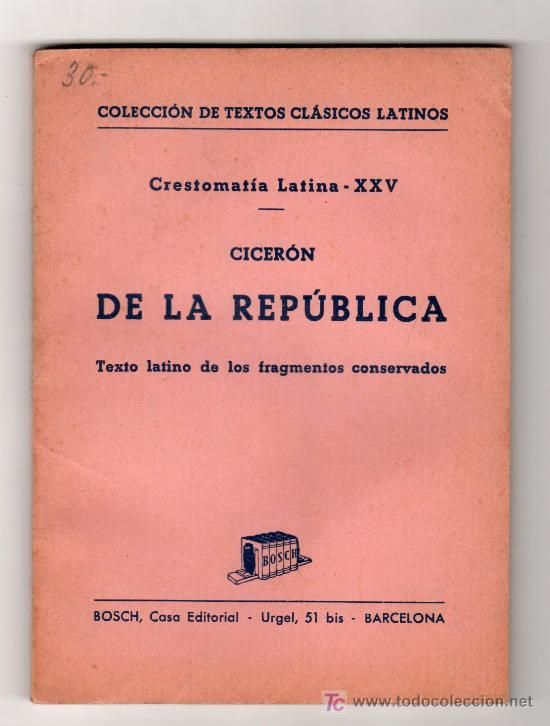 30.-
COLECCIÓN DE TEXTOS CLÁSICOS LATINOS
Crestomatía Latina - XXV
CICERÓN
DE LA REPÚBLICA
Texto latino de los fragmentos conservados
BOSCH
BOSCH, Casa Editorial - Urgel, 51 bis - BARCELONA
TC www.todocoleccion.net